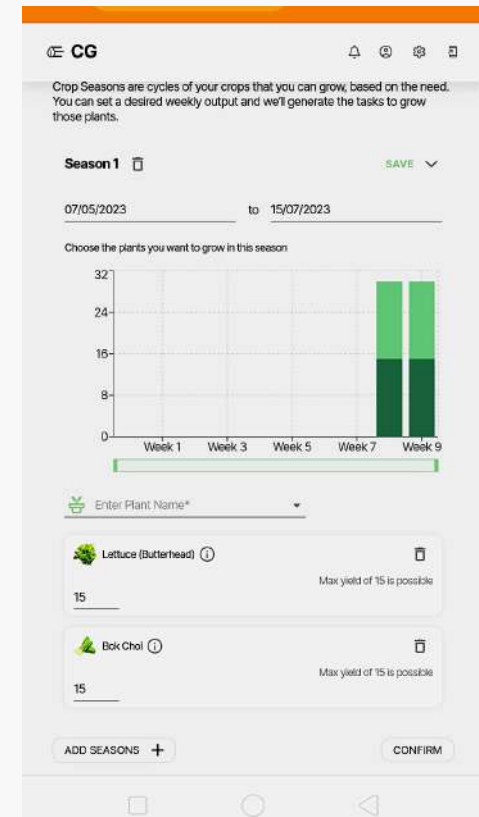 CG
Crop Seasons are cycles of your crops that you can grow, based on the need.
You can set a desired weekly output and we'll generate the tasks to grow
those plants.
Season 1
SAVE
07/05/2023 to 15/07/2023
Choose the plants you want to grow in this season
32
24
16
8
0
Week 1 Week 3 Week 5 Week 7 Week 9
Enter Plant Name*
Lettuce (Butterhead)
Max yield of 15 is possible
15
Bok Choi
Max yield of 15 is possible
15
ADD SEASONS +
CONFIRM